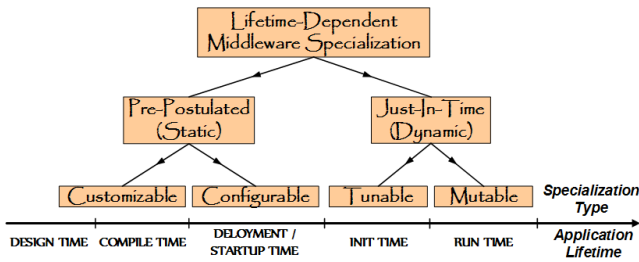 Lifetime-Dependent
Middleware Specialization
Pre-Postulated
(Static)
Just-In-Time
(Dynamic)
Customizable
Configurable
Tunable
Mutable
Specialization
Type
DESIGN TIME
COMPILE TIME
DELOYMENT /
STARTUP TIME
INIT TIME
RUN TIME
Application
Lifetime